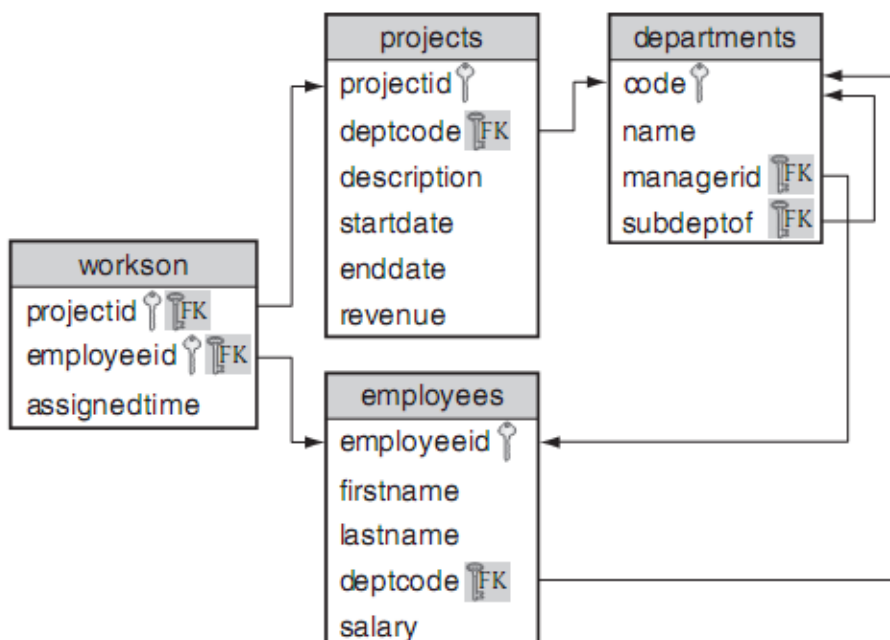 projects
projectid
deptcode FK
description
startdate
enddate
revenue
departments
code
name
managerid FK
subdeptof FK
workson
projectid FK
employeeid FK
assignedtime
employees
employeeid
firstname
lastname
deptcode FK
salary